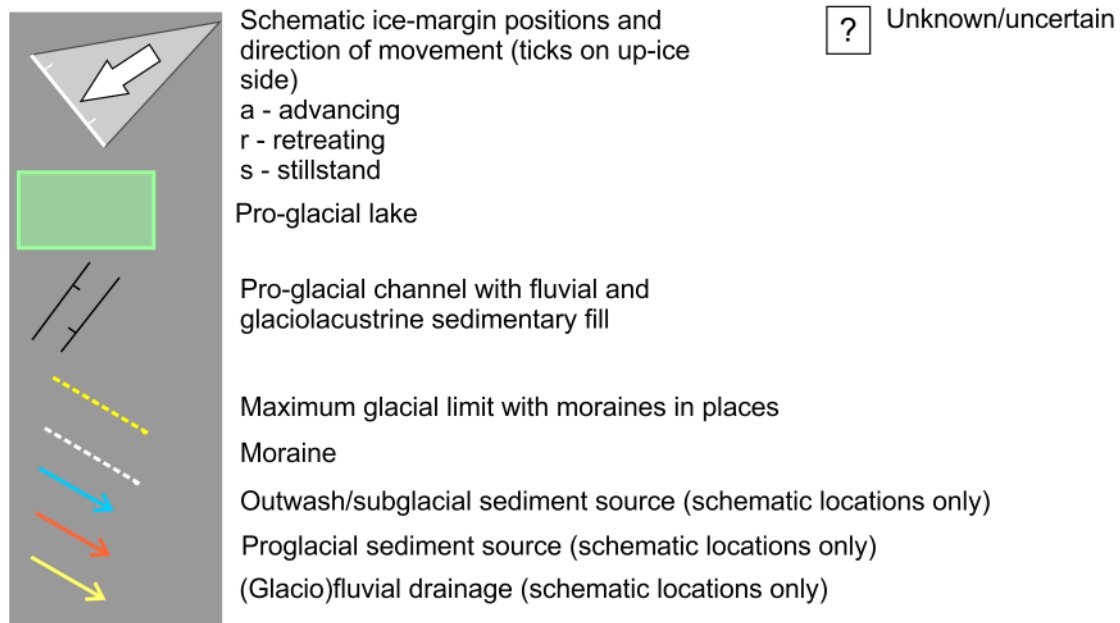 Schematic ice-margin positions and
direction of movement (ticks on up-ice
side)
a - advancing
r - retreating
s - stillstand
? Unknown/uncertain
Pro-glacial lake
Pro-glacial channel with fluvial and
glaciolacustrine sedimentary fill
Maximum glacial limit with moraines in places
Moraine
Outwash/subglacial sediment source (schematic locations only)
Proglacial sediment source (schematic locations only)
(Glacio)fluvial drainage (schematic locations only)